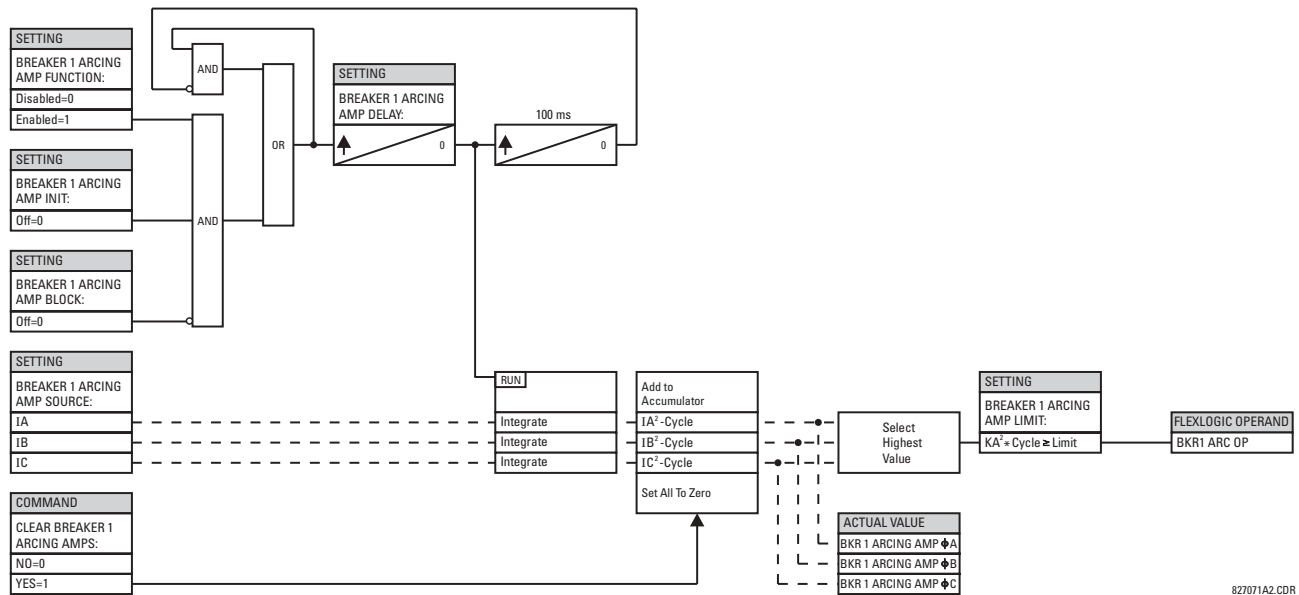 SETTING
BREAKER 1 ARCING
AMP FUNCTION:
Disabled=0
Enabled=1
AND
OR
SETTING
BREAKER 1 ARCING
AMP DELAY:
0
100 ms
0
SETTING
BREAKER 1 ARCING
AMP INIT:
Off=0
AND
SETTING
BREAKER 1 ARCING
AMP BLOCK:
Off=0
SETTING
BREAKER 1 ARCING
AMP SOURCE:
IA
IB
IC
RUN
Integrate
Integrate
Integrate
Add to
Accumulator
IA²-Cycle
IB²-Cycle
IC²-Cycle
Set All To Zero
Select
Highest
Value
SETTING
BREAKER 1 ARCING
AMP LIMIT:
KA²*Cycle ≥ Limit
FLEXLOGIC OPERAND
BKR1 ARC OP
COMMAND
CLEAR BREAKER 1
ARCING AMPS:
NO=0
YES=1
ACTUAL VALUE
BKR 1 ARCING AMP ϕA
BKR 1 ARCING AMP ϕB
BKR 1 ARCING AMP ϕC
827071A2.CDR